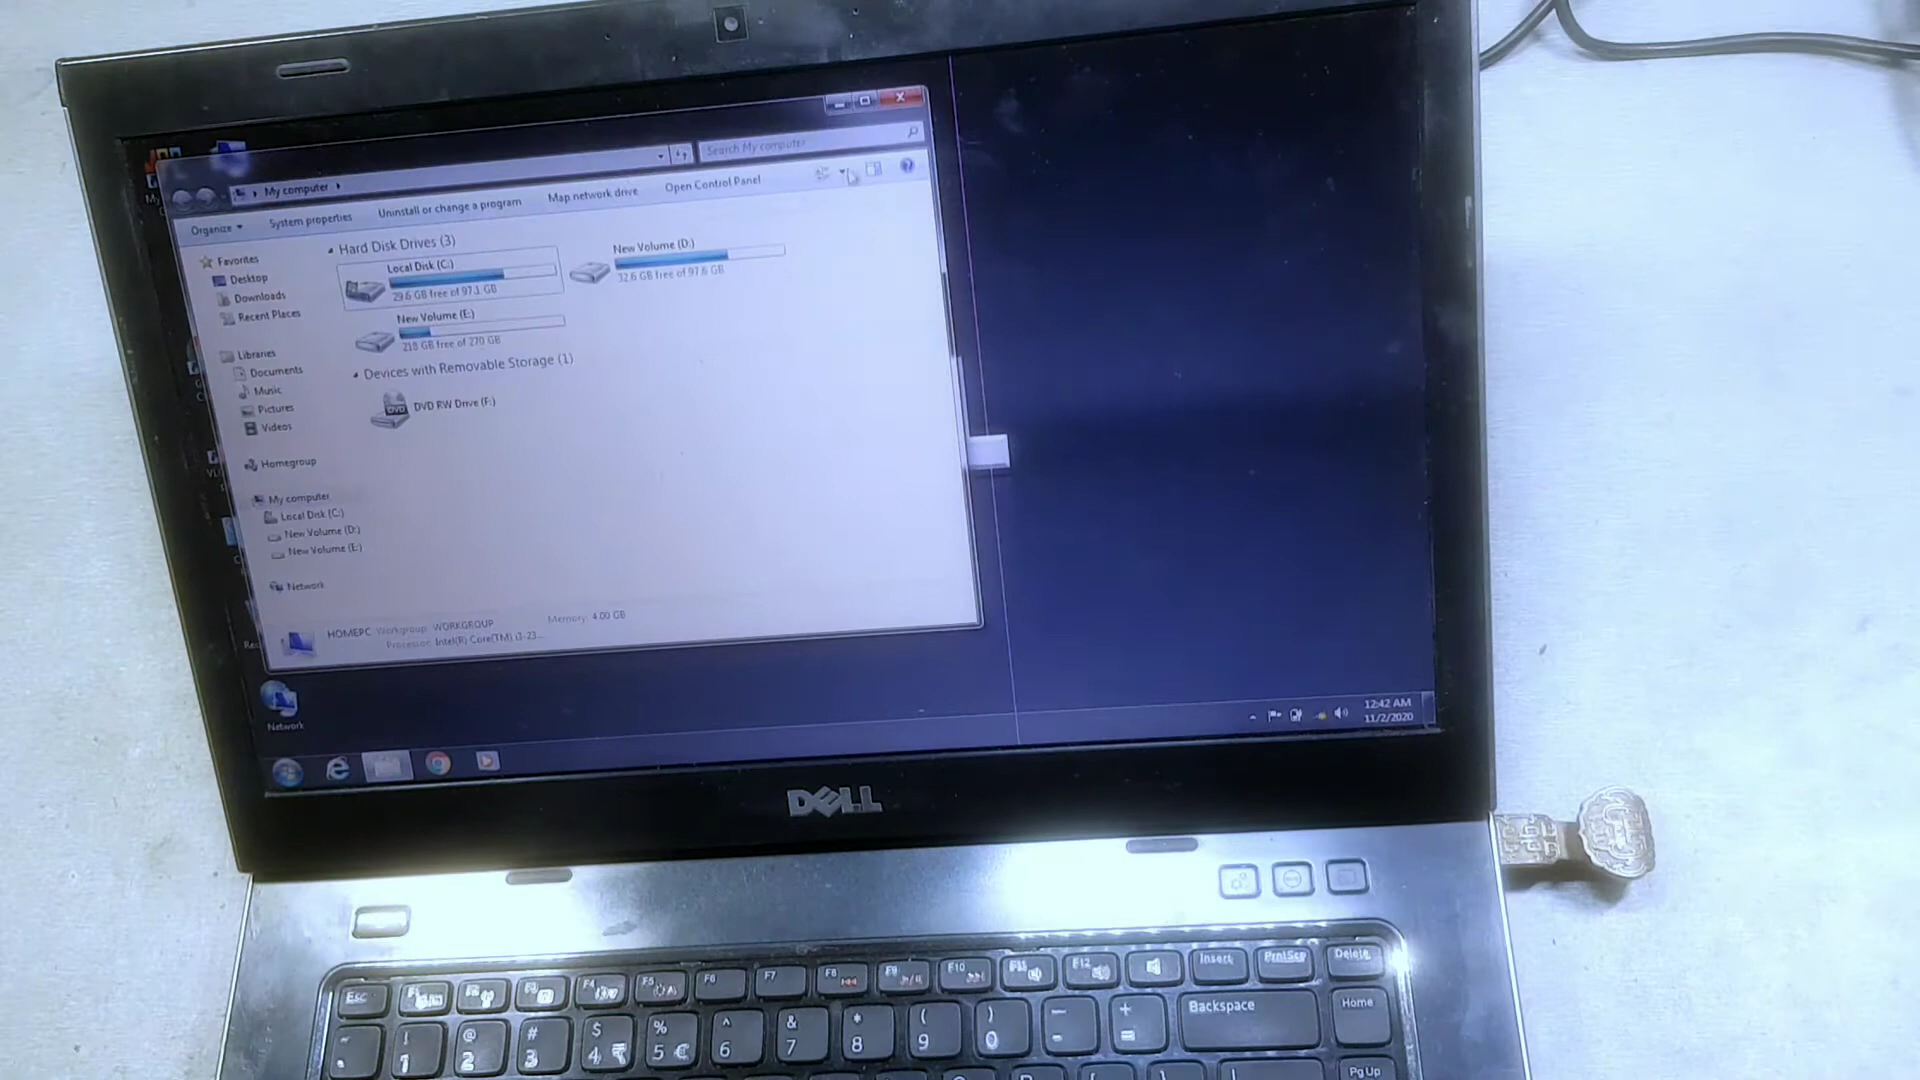 My computer
Search My computer
Organize
System properties
Uninstall or change a program
Map network drive
Open Control Panel
Favorites
Desktop
Downloads
Recent Places
Libraries
Documents
Music
Pictures
Videos
Homegroup
My computer
Local Disk (C:)
New Volume (D:)
New Volume (E:)
Network
Hard Disk Drives (3)
Local Disk (C:)
29.6 GB free of 97.1 GB
New Volume (D:)
32.6 GB free of 97.6 GB
New Volume (E:)
218 GB free of 270 GB
Devices with Removable Storage (1)
DVD
DVD RW Drive (F:)
HOMEPC Workgroup: WORKGROUP Memory: 4.00 GB
Processor: Intel(R) Core(TM) i3-23...
Network
12:42 AM
11/2/2020
DELL
Esc F1 F2 F3 F4 F5 F6 F7 F8 F9 F10 F11 F12 Insert PrntScr Delete
~ ! @ # $ % ^ & * ( ) — +
1 2 3 4 ₹ 5 € 6 7 8 9 0 - = Backspace Home
Pg Up